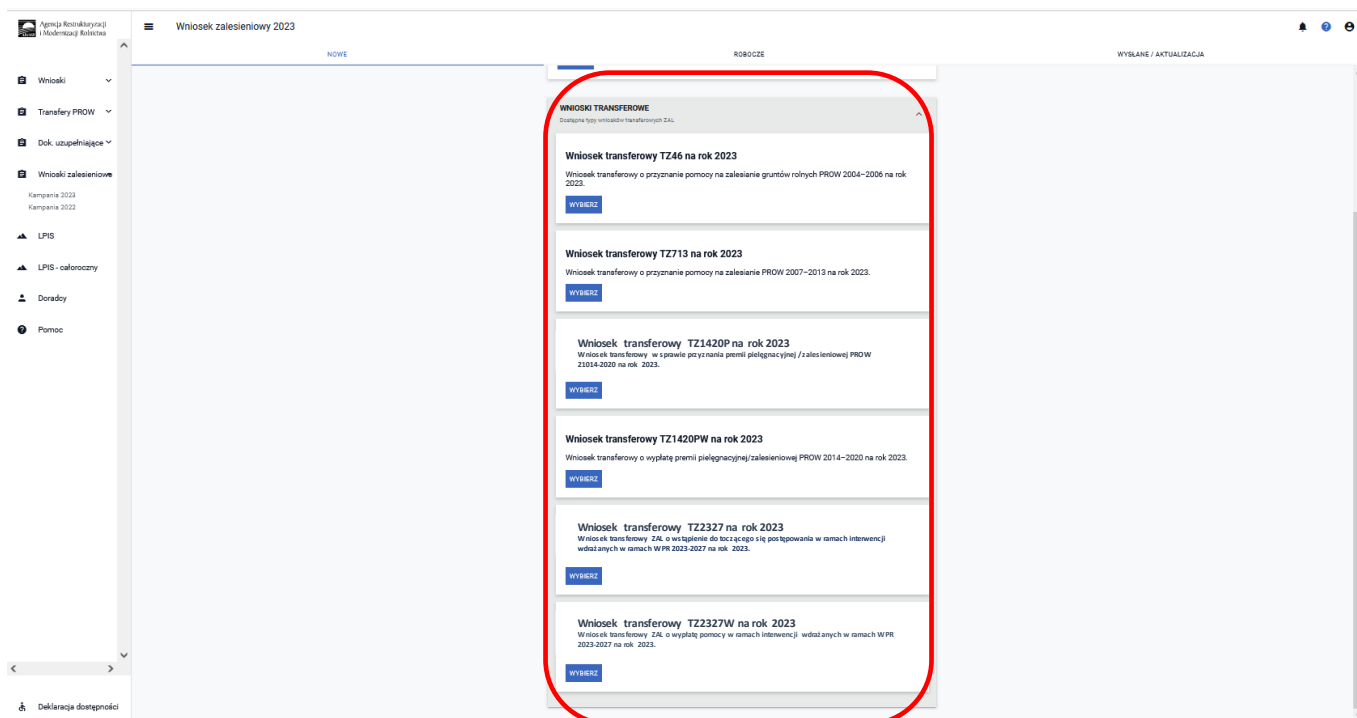 Agencja Restrukturyzacji
i Modernizacji Rolnictwa
Wniosek zalesieniowy 2023
NOWE
ROBOCZE
WYSŁANE / AKTUALIZACJA
Wnioski
Transfery PROW
Dok. uzupełniające
Wnioski zalesieniowe
Kampania 2023
Kampania 2022
LPIS
LPIS - całoroczny
Doradcy
Pomoc
Deklaracja dostępności
WNIOSKI TRANSFEROWE
Dostępne typy wniosków transferowych ZAL
Wniosek transferowy TZ46 na rok 2023
Wniosek transferowy o przyznanie pomocy na zalesianie gruntów rolnych PROW 2004–2006 na rok
2023.
WYBIERZ
Wniosek transferowy TZ713 na rok 2023
Wniosek transferowy o przyznanie pomocy na zalesianie PROW 2007–2013 na rok 2023.
WYBIERZ
Wniosek transferowy TZ1420P na rok 2023
Wniosek transferowy w sprawie przyznania premii pielęgnacyjnej /zalesieniowej PROW
21014-2020 na rok 2023.
WYBIERZ
Wniosek transferowy TZ1420PW na rok 2023
Wniosek transferowy o wypłatę premii pielęgnacyjnej/zalesieniowej PROW 2014–2020 na rok 2023.
WYBIERZ
Wniosek transferowy TZ2327 na rok 2023
Wniosek transferowy ZAL o wstąpienie do toczącego się postępowania w ramach interwencji
wdrażanych w ramach WPR 2023-2027 na rok 2023.
WYBIERZ
Wniosek transferowy TZ2327W na rok 2023
Wniosek transferowy ZAL o wypłatę pomocy w ramach interwencji wdrażanych w ramach WPR
2023-2027 na rok 2023.
WYBIERZ